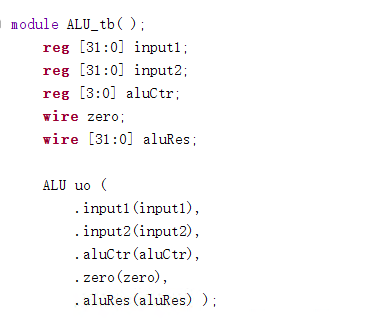 module ALU_tb( );
reg [31:0] input1;
reg [31:0] input2;
reg [3:0] aluCtr;
wire zero;
wire [31:0] aluRes;
ALU uo (
.input1(input1),
.input2(input2),
.aluCtr(aluCtr),
.zero(zero),
.aluRes(aluRes) );